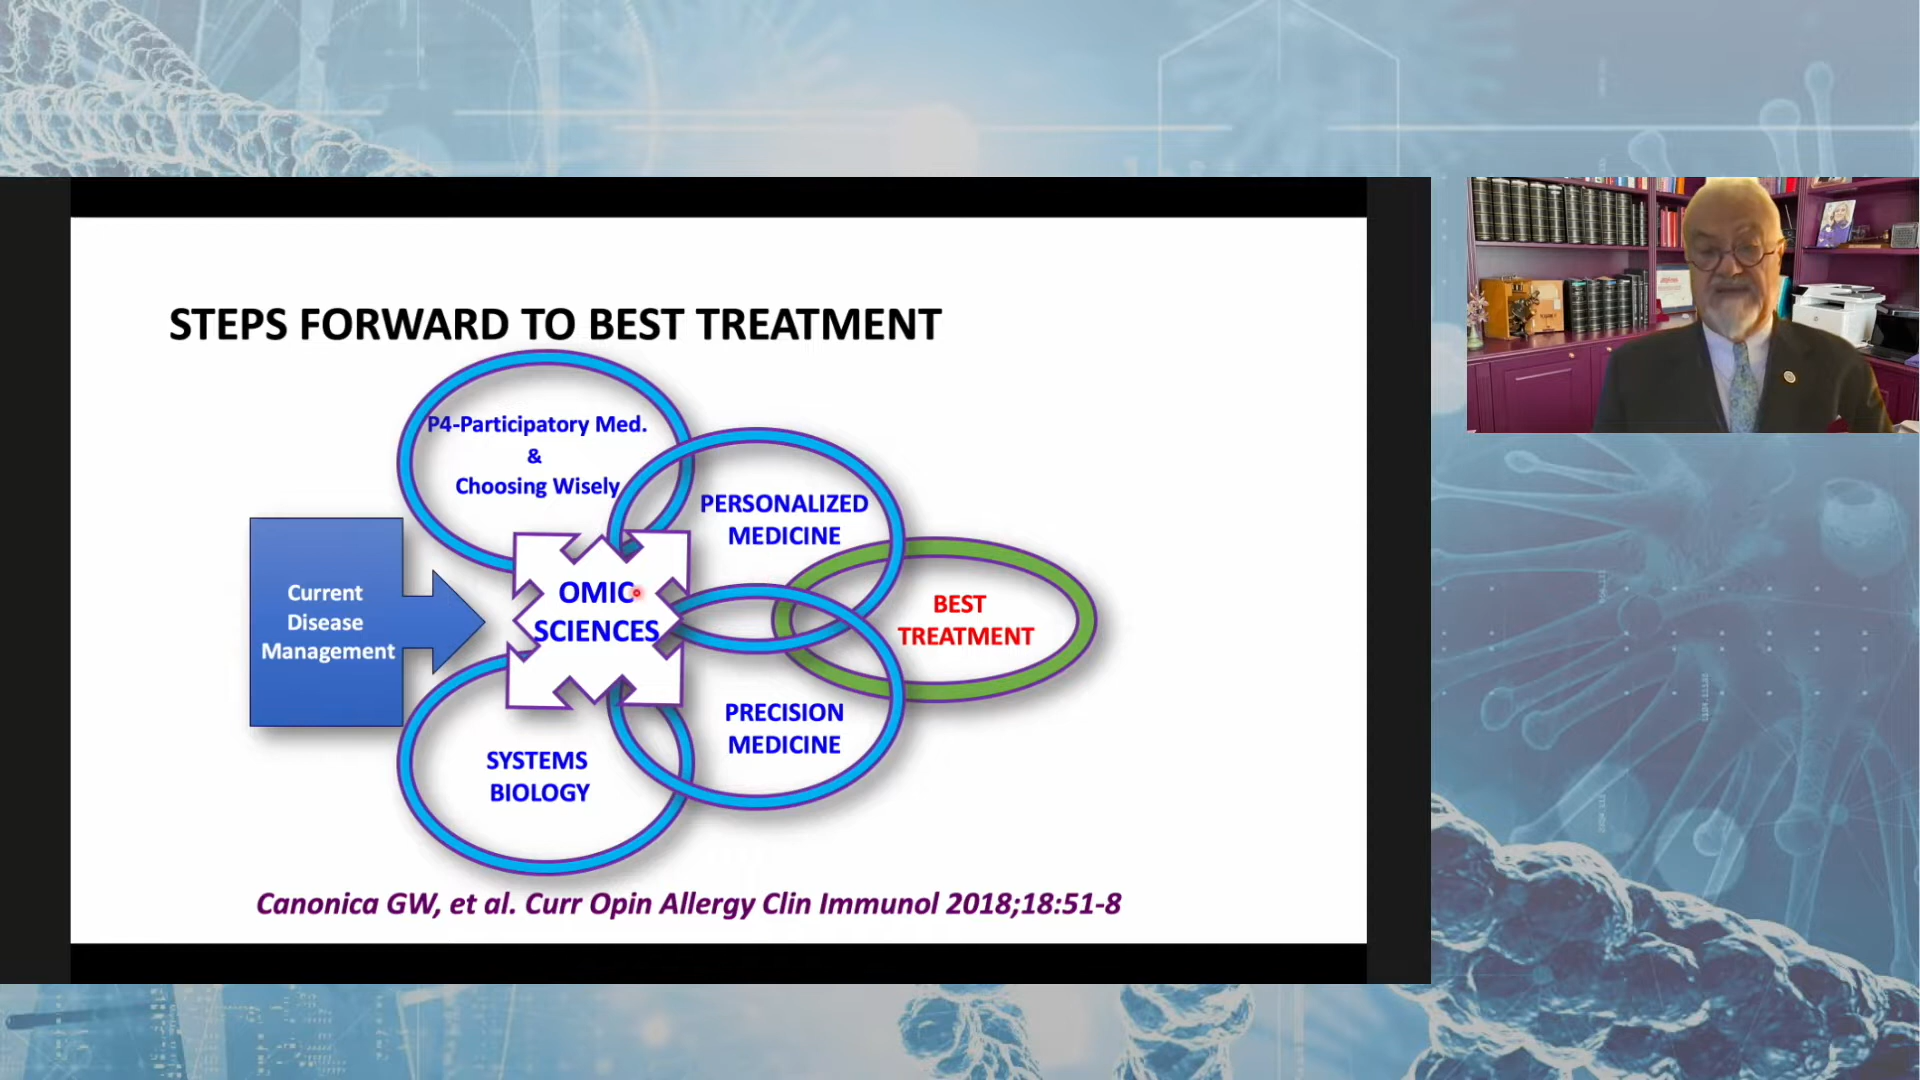 STEPS FORWARD TO BEST TREATMENT
P4-Participatory Med.
&
Choosing Wisely
PERSONALIZED
MEDICINE
Current
Disease
Management
OMIC
SCIENCES
BEST
TREATMENT
PRECISION
MEDICINE
SYSTEMS
BIOLOGY
Canonica GW, et al. Curr Opin Allergy Clin Immunol 2018;18:51-8